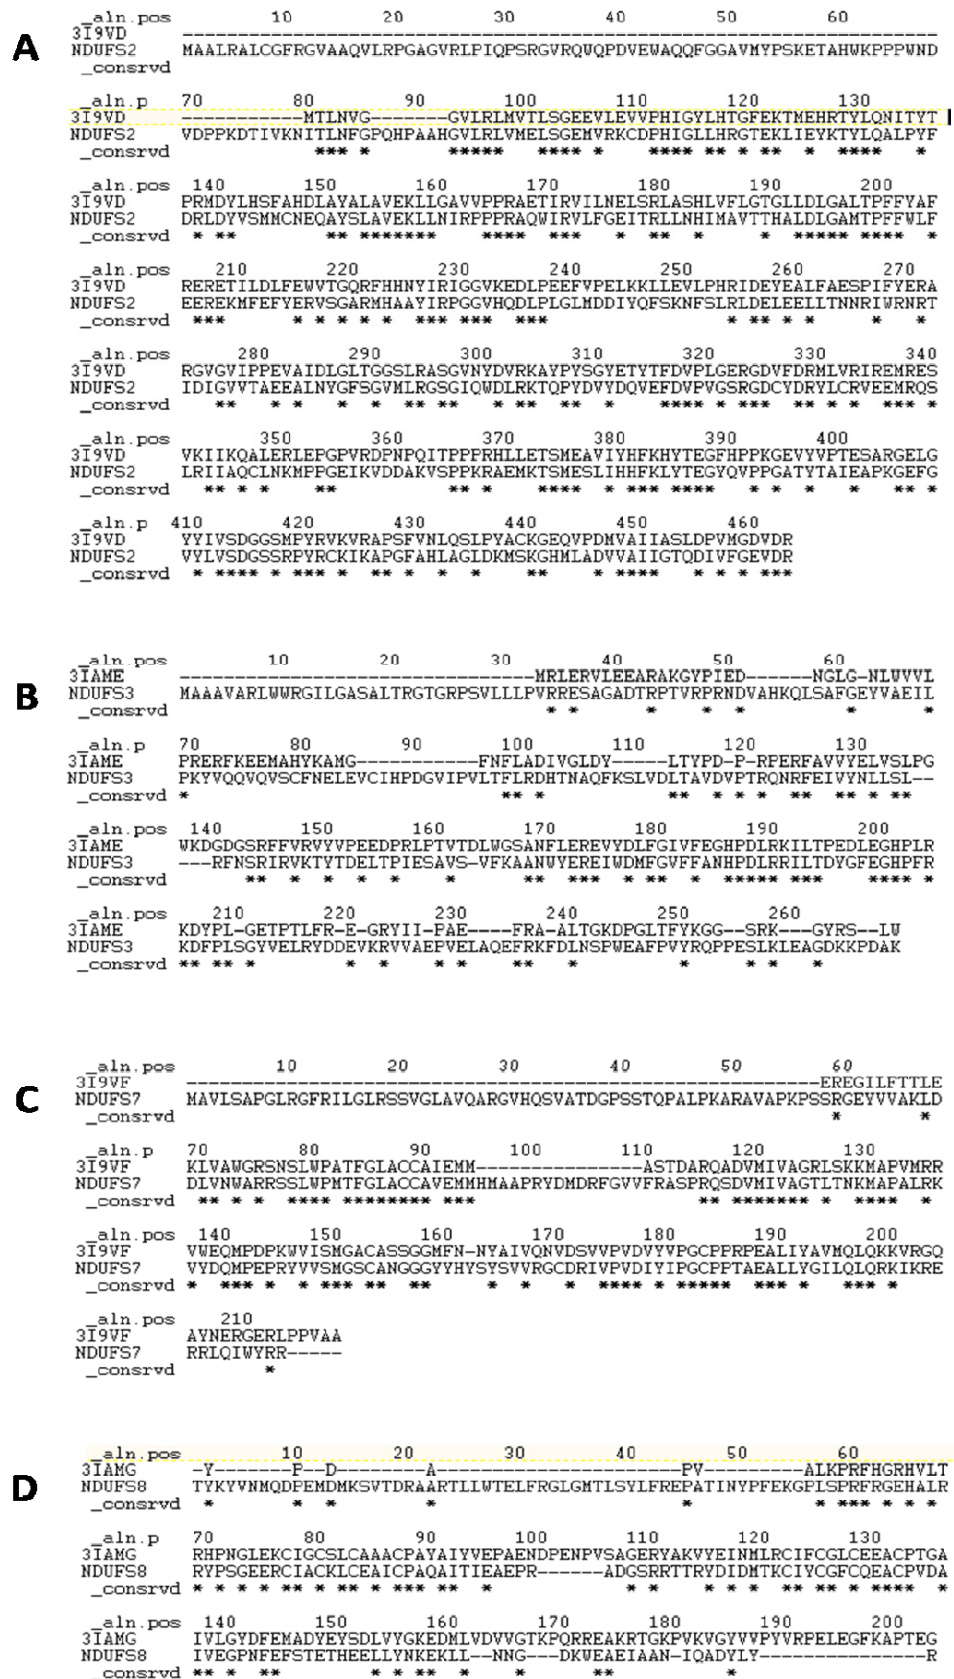 A
_aln.pos 10 20 30 40 50 60
3I9VD --------------------------------------------------------------------
NDUFS2 MAALRALCGFRGVAAQVLRPGAGVRLPIQPSRGVRQWQPDVEWAQQFGGAVMYPSKETAHWKPPPWND
_consrvd
_aln.p 70 80 90 100 110 120 130
3I9VD -----------MTLNVG-------GVLRLMVTLSGEEVLEVVPHIGYLHTGFEKTMEHRTYLQNITYT
NDUFS2 VDPPKDTIVKNITLNFGPQHPAAHGVLRLVMELSGEMVRKCDPHIGLLHRGTEKLIEYKTYLQALPYF
_consrvd *** * ***** **** * **** ** * ** **** *
_aln.pos 140 150 160 170 180 190 200
3I9VD PRMDYLHSFAHDLAYALAVEKLLGAVVPPRAETIRVILNELSRLASHLVFLGTGLLDLGALTPFFYAF
NDUFS2 DRLDYVSMMCNEQAYSLAVEKLLNIRPPPRAQWIRVLFGEITRLLNHIMAVTTHALDLGAMTPFFWLF
_consrvd * ** ** ******* **** *** * ** * * ***** **** *
_aln.pos 210 220 230 240 250 260 270
3I9VD RERETILDLFEWVTGQRFHHNYIRIGGVKEDLPEEFVPELKKLLEVLPHRIDEYEALFAESPIFYERA
NDUFS2 EEREKMFEFYERVSGARMHAAYIRPGGVHQDLPLGLMDDIYQFSKNFSLRLDELEELLTNNRIWRNRT
_consrvd *** * * * * * *** *** *** * ** * * * *
_aln.pos 280 290 300 310 320 330 340
3I9VD RGVGVIPPEVAIDLGLTGGSLRASGVNYDVRKAYPYSGYETYTFDVPLGERGDVFDRMLVRIREMRES
NDUFS2 IDIGVVTAEEALNYGFSGVMLRGSGIQWDLRKTQPYDVYDQVEFDVPVGSRGDCYDRYLCRVEEMRQS
_consrvd ** * * * * ** ** * ** ** * **** * *** ** * * *** *
_aln.pos 350 360 370 380 390 400
3I9VD VKIIKQALERLEPGPVRDPNPQITPPPRHLLETSMEAVIYHFKHYTEGFHPPKGEVYVPTESARGELG
NDUFS2 LRIIAQCLNKMPPGEIKVDDAKVSPPKRAEMKTSMESLIHHFKLYTEGYQVPPGATYTAIEAPKGEFG
_consrvd ** * * ** ** * **** * *** **** * * * * ** *
_aln.p 410 420 430 440 450 460
3I9VD YYIVSDGGSMPYRVKVRAPSFVNLQSLPYACKGEQVPDMVAIIASLDPVMGDVDR
NDUFS2 VYLVSDGSSRPYRCKIKAPGFAHLAGLDKMSKGHMLADVVAIIGTQDIVFGEVDR
_consrvd * **** * *** * ** * * * ** * **** * * * ***
B
_aln.pos 10 20 30 50 60
3IAME --------------------------------MRLERVLEEARAKGYPIED------NGLG-NLWVVL
NDUFS3 MAAAVARLWWRGILGASALTRGTGRPSVLLLPVRRESAGADTRPTVRPRNDVAHKQLSAFGEYVAEIL
_consrvd * * * * * * *
_aln.p 70 80 90 100 110 120 130
3IAME PRERFKEEMAHYKAMG-----------FNFLADIVGLDY-----LTYPD-P-RPERFAVVYELVSLPG
NDUFS3 PKYVQQVQVSCFNELEVCIHPDGVIPVLTFLRDHTNAQFKSLVDLTAVDVPTRQNRFEIVYNLLSL--
_consrvd * ** * ** * * * ** ** * **
_aln.pos 140 150 160 170 180 190 200
3IAME WKDGDGSRFFVRVYVPEEDPRLPTVTDLWGSANFLEREVYDLFGIVFEGHPDLRKILTPEDLEGHPLR
NDUFS3 ---RFNSRIRVKTYTDELTPIESAVS-VFKAANWYEREIWDMFGVFFANHPDLRRILTDYGFEGHPFR
_consrvd ** * * * * * ** *** * ** * ***** *** **** *
_aln.pos 210 220 230 240 250 260
3IAME KDYPL-GETPTLFR-E-GRYII-PAE----FRA-ALTGKDPGLTFYKGG--SRK---GYRS--LW
NDUFS3 KDFPLSGYVELRYDDEVKRVVAEPVELAQEFRKFDLNSPWEAFPVYRQPPESLKLEAGDKKPDAK
_consrvd ** ** * * * * * ** * * * * *
C
_aln.pos 10 20 30 40 50 60
3I9VF ---------------------------------------------------------EREGILFTTLE
NDUFS7 MAVLSAPGLRGFRILGLRSSVGLAVQARGVHQSVATDGPSSTQPALPKARAVAPKPSSRGEYVVAKLD
_consrvd * *
_aln.p 70 80 90 100 110 120 130
3I9VF KLVAWGRSNSLWPATFGLACCAIEMM---------------ASTDARQADVMIVAGRLSKKMAPVMRR
NDUFS7 DLVNWARRSSLWPMTFGLACCAVEMMHMAAPRYDMDRFGVVFRASPRQSDVMIVAGTLTNKMAPALRK
_consrvd ** * * **** ******** *** ** ******* * **** *
_aln.pos 140 150 160 170 180 190 200
3I9VF VWEQMPDPKWVISMGACASSGGMFN-NYAIVQNVDSVVPVDVYVPGCPPRPEALIYAVMQLQKKVRGQ
NDUFS7 VYDQMPEPRYVVSMGSCANGGGYYHYSYSVVRGCDRIVPVDIYIPGCPPTAEALLYGILQLQRKIKRE
_consrvd * *** * * *** ** ** * * * **** * ***** *** * *** *
_aln.pos 210
3I9VF AYNERGERLPPVAA
NDUFS7 RRLQIWYRR-----
_consrvd *
D
_aln.pos 10 20 30 40 50 60
3IAMG -Y-------P--D--------A----------------------PV---------ALKPRFHGRHVLT
NDUFS8 TYKYVNMQDPEMDMKSVTDRAARTLLWTELFRGLGMTLSYLFREPATINYPFEKGPLSPRFRGEHALR
_consrvd * * * * * * *** * * *
_aln.p 70 80 90 100 110 120 130
3IAMG RHPNGLEKCIGCSLCAAACPAYAIYVEPAENDPENPVSAGERYAKVYEINMLRCIFCGLCEEACPTGA
NDUFS8 RYPSGEERCIACKLCEAICPAQAITIEAEPR------ADGSRRTTRYDIDMTKCIYCGFCQEACPVDA
_consrvd * * * * ** * ** * *** ** * * * * * * ** ** * **** *
_aln.pos 140 150 160 170 180 190 200
3IAMG IVLGYDFEMADYEYSDLVYGKEDMLVDVVGTKPQRREAKRTGKPVKVGYVVPYVRPELEGFKAPTEG
NDUFS8 IVEGPNFEFSTETHEELLYNKEKLL--NNG---DKWEAEIAAN-IQADYLY---------------R
_consrvd ** * ** * * ** * * ** *